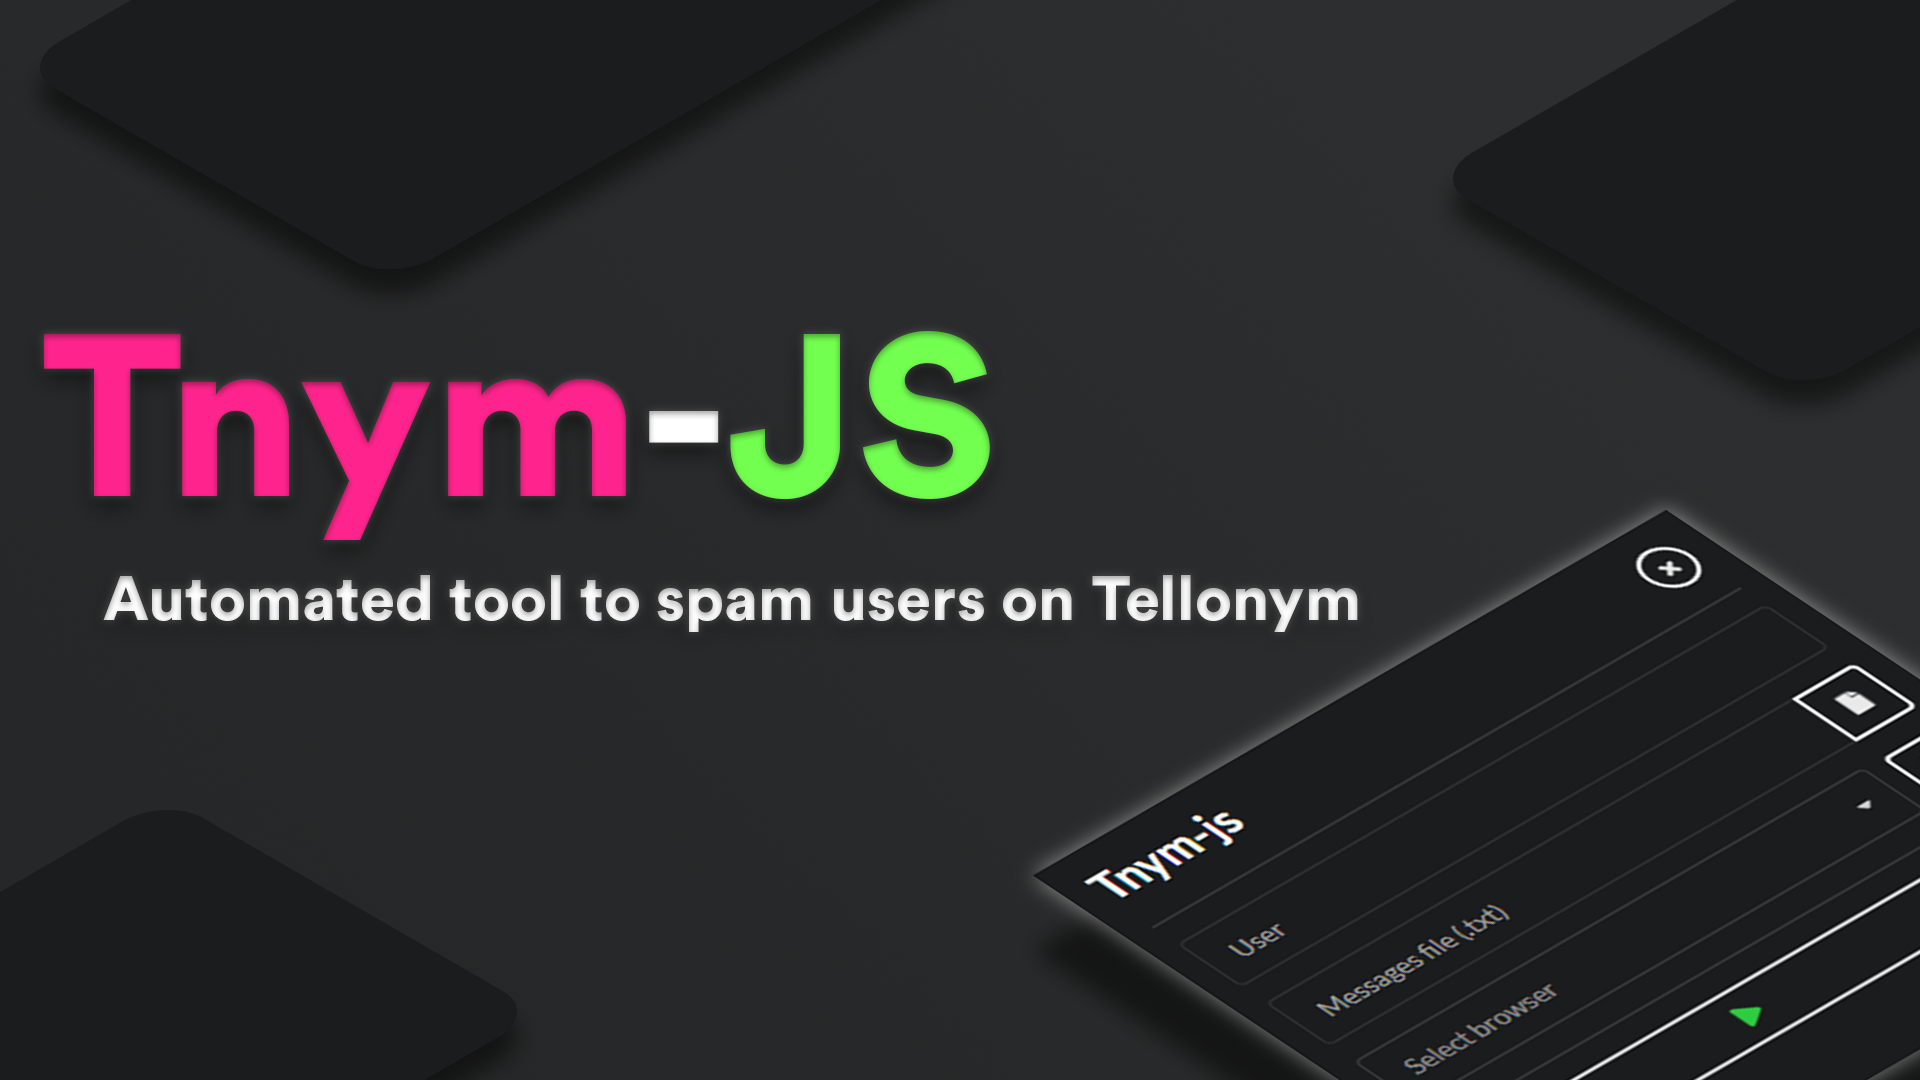 Tnym-JS
Automated tool to spam users on Tellonym
Tnym-js
User
Messages file (.txt)
Select browser